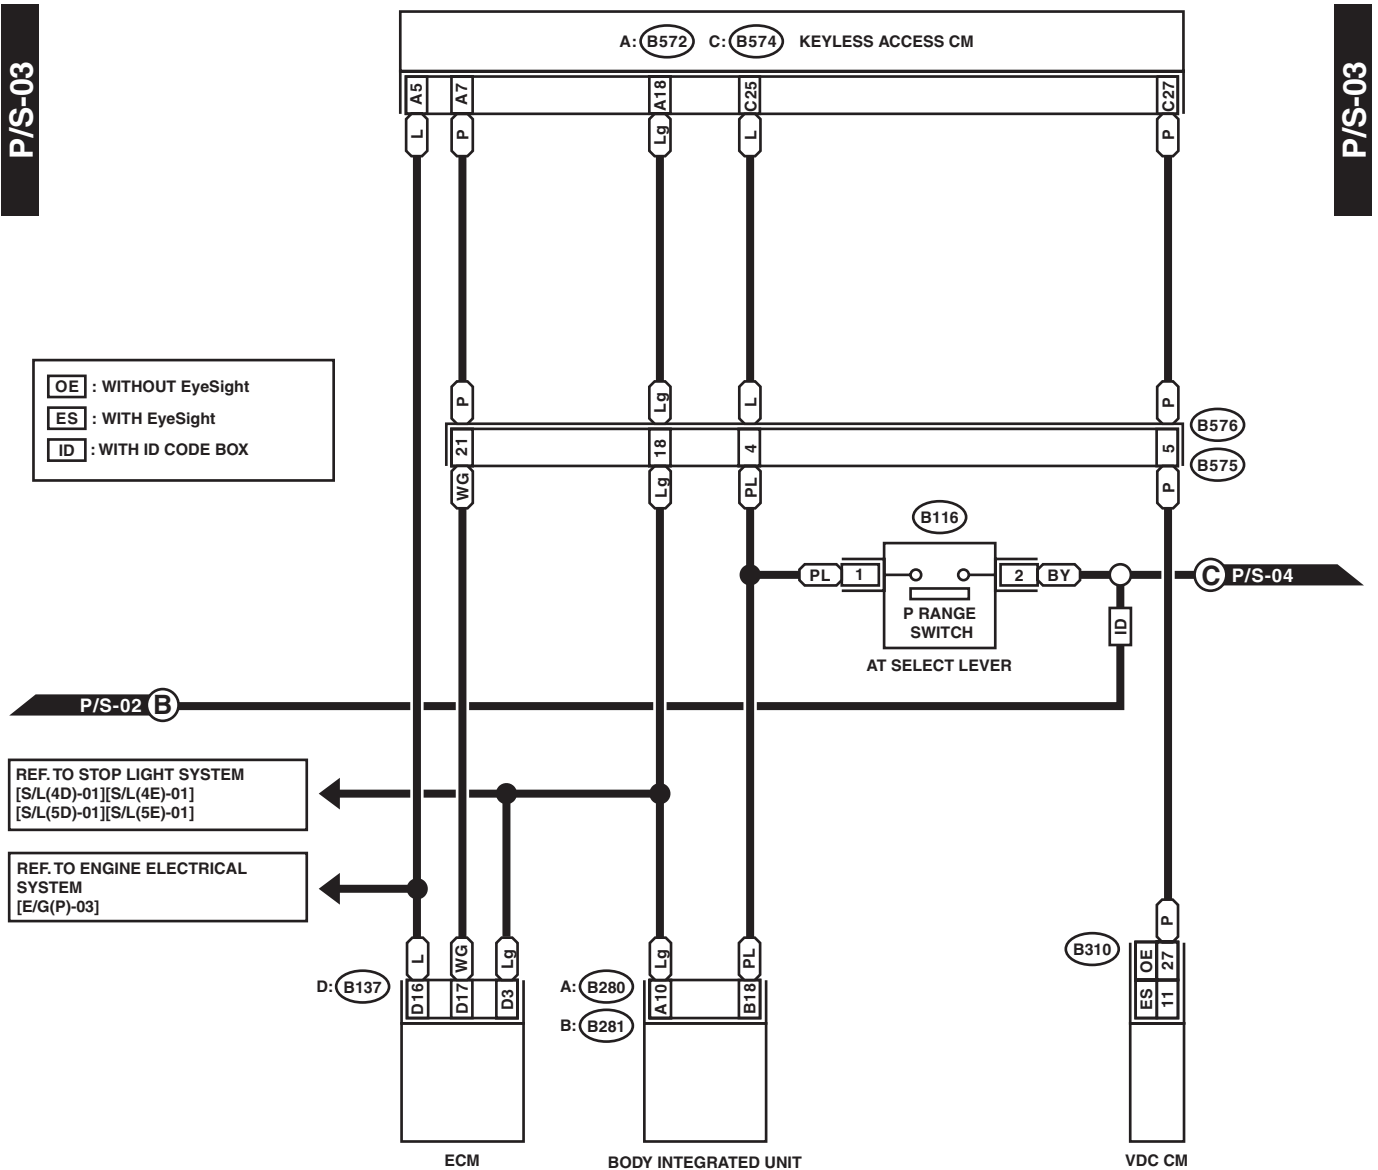 P/S-03
P/S-03
A: B572 C: B574 KEYLESS ACCESS CM
A5 A7 A18 C25 C27
L P Lg L P
OE : WITHOUT EyeSight
ES : WITH EyeSight
ID : WITH ID CODE BOX
P Lg L P
B576
21 18 4 5
B575
WG Lg PL P
B116
PL 1 2 BY C P/S-04
P RANGE
SWITCH
ID
AT SELECT LEVER
P/S-02 B
REF. TO STOP LIGHT SYSTEM
[S/L(4D)-01][S/L(4E)-01]
[S/L(5D)-01][S/L(5E)-01]
REF. TO ENGINE ELECTRICAL
SYSTEM
[E/G(P)-03]
P
L WG Lg Lg PL
B310
OE 27
D: B137 D16 D17 D3 A: B280 A10 B18 ES 11
B: B281
ECM
BODY INTEGRATED UNIT
VDC CM